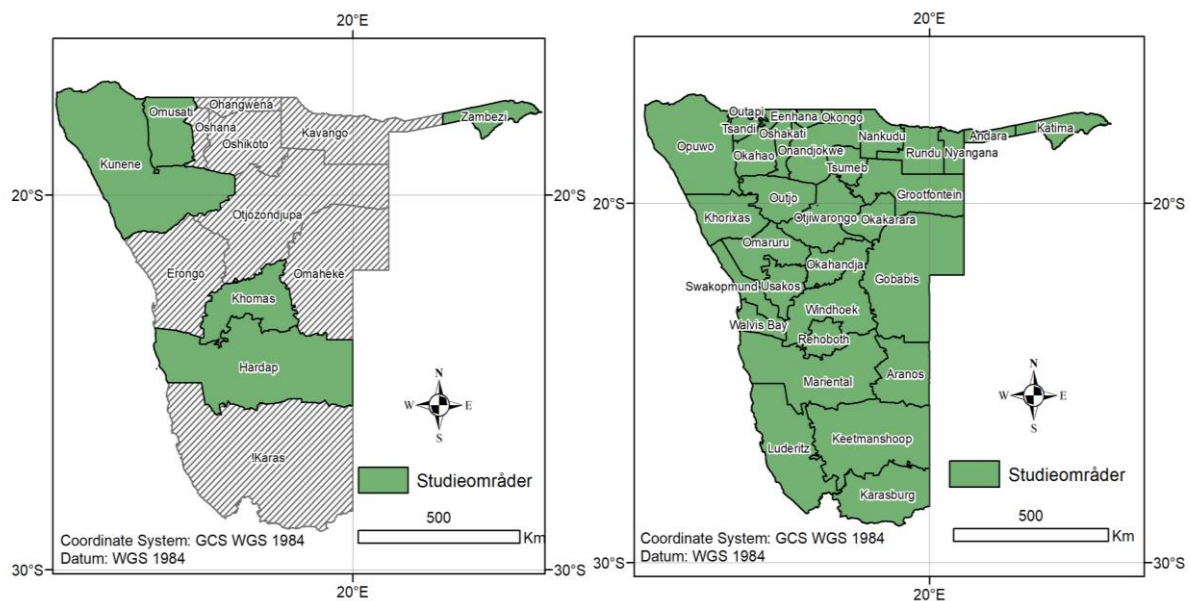 20°E
Ohangwena
Omusati
Zambezi
Oshana
Kavango
Oshikoto
Kunene
20°S
Otjozondjupa
Erongo
Omaheke
Khomas
Hardap
N
W
E
S
!Karas
Studieområder
500
Km
Coordinate System: GCS WGS 1984
Datum: WGS 1984
30°S
20°E
20°E
Outapi
Eenhana
Okongo
Tsandi
Oshakati
Nankudu
Andara
Katima
Opuwo
Okahao
Onandjokwe
Rundu
Nyangana
Tsumeb
20°S
Outjo
Grootfontein
Khorixas
Otjiwarongo
Okakarara
20°S
Omaruru
Okahandja
Gobabis
Swakopmund
Usakos
Windhoek
Walvis Bay
Rehoboth
Mariental
Aranos
N
W
E
S
Keetmanshoop
Luderitz
Studieområder
Karasburg
500
Km
Coordinate System: GCS WGS 1984
Datum: WGS 1984
30°S
30°S
20°E